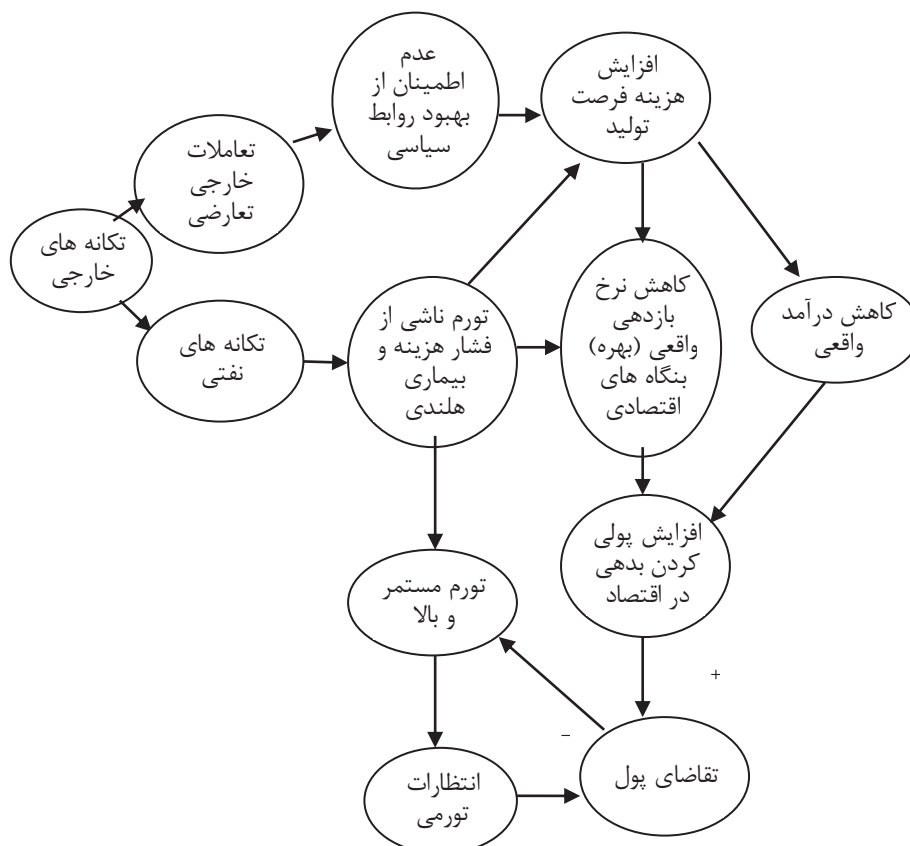 عدم
اطمینان از
بهبود روابط
سیاسی
افزایش
هزینه فرصت
تولید
تعاملات
خارجی
تعارضی
تکانه های
خارجی
تکانه های
نفتی
تورم ناشی از
فشار هزینه و
بیماری
هلندی
کاهش نرخ
بازدهی
واقعی (بهره)
بنگاه های
اقتصادی
کاهش درآمد
واقعی
افزایش پولی
کردن بدهی
در اقتصاد
تورم مستمر
و بالا
+
–
تقاضای پول
انتظارات
تورمی